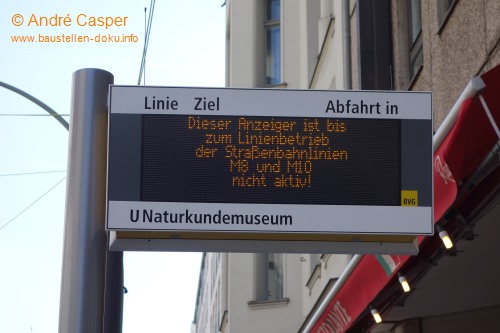 © André Casper
www.baustellen-doku.info
Linie Ziel Abfahrt in
Dieser Anzeiger ist bis
zum Linienbetrieb
der Straßenbahnlinien
M8 und M10
nicht aktiv!
BVG
U Naturkundemuseum